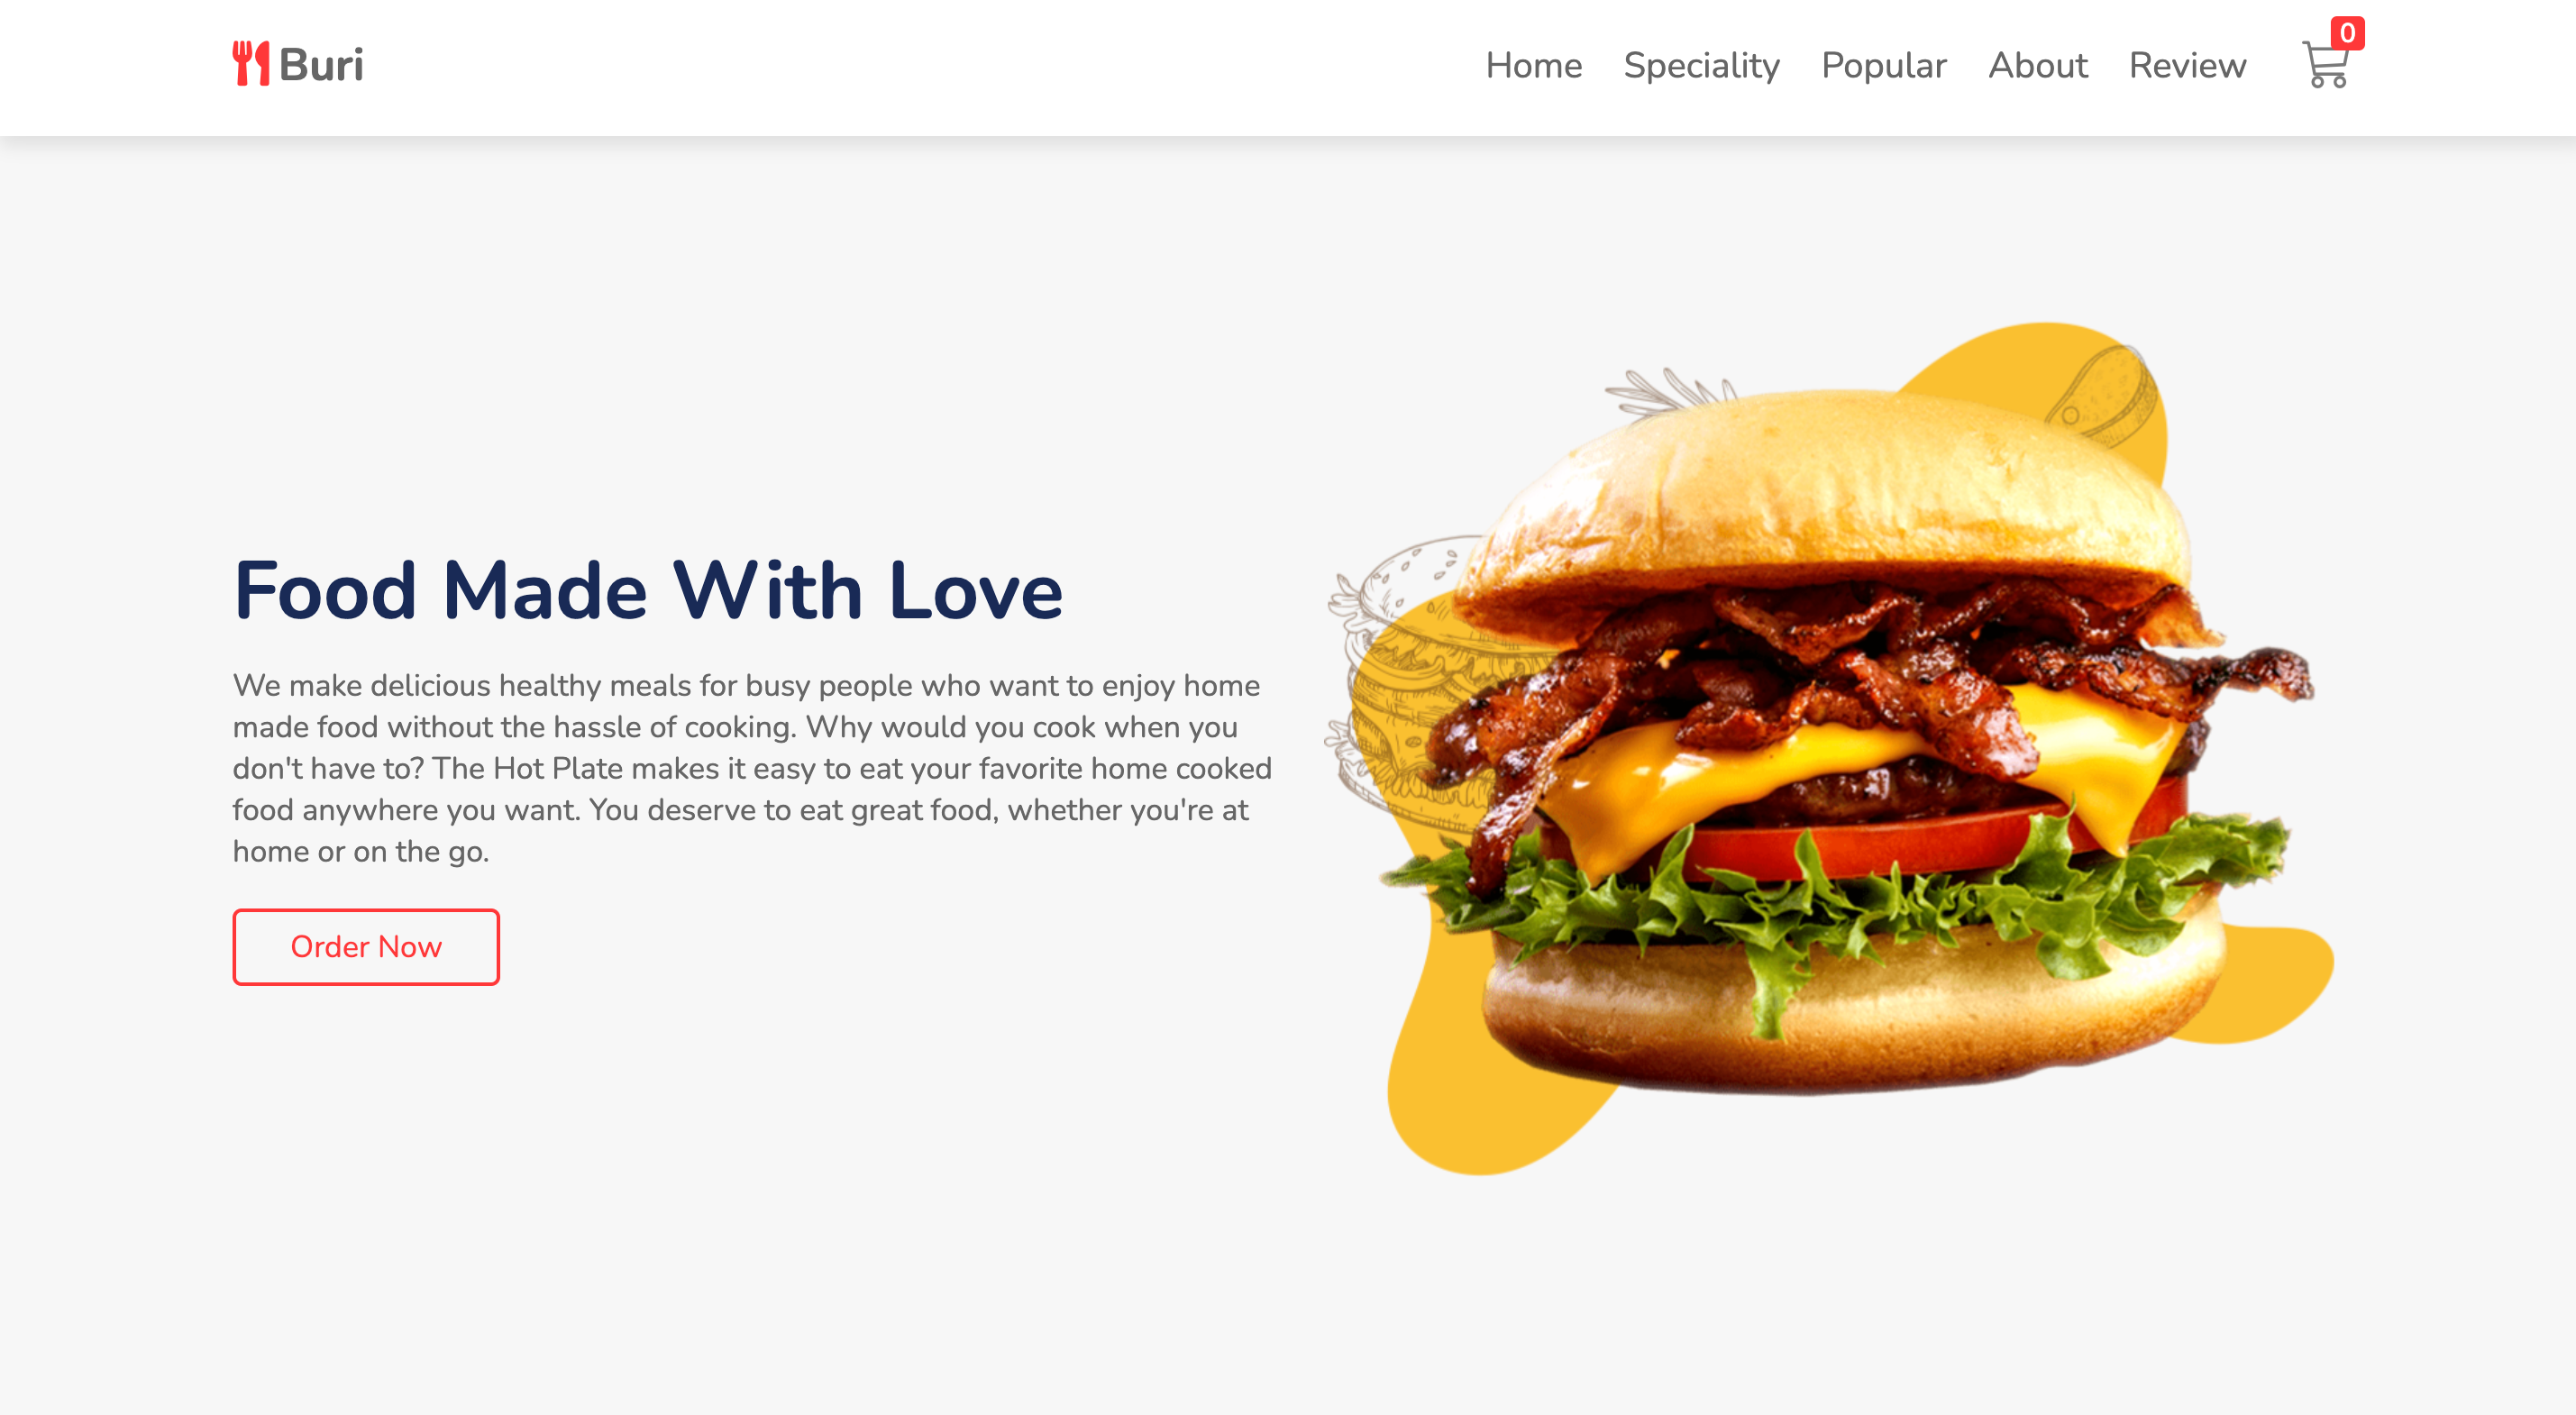 Buri
Home Speciality Popular About Review 0
Food Made With Love
We make delicious healthy meals for busy people who want to enjoy home
made food without the hassle of cooking. Why would you cook when you
don't have to? The Hot Plate makes it easy to eat your favorite home cooked
food anywhere you want. You deserve to eat great food, whether you're at
home or on the go.
Order Now